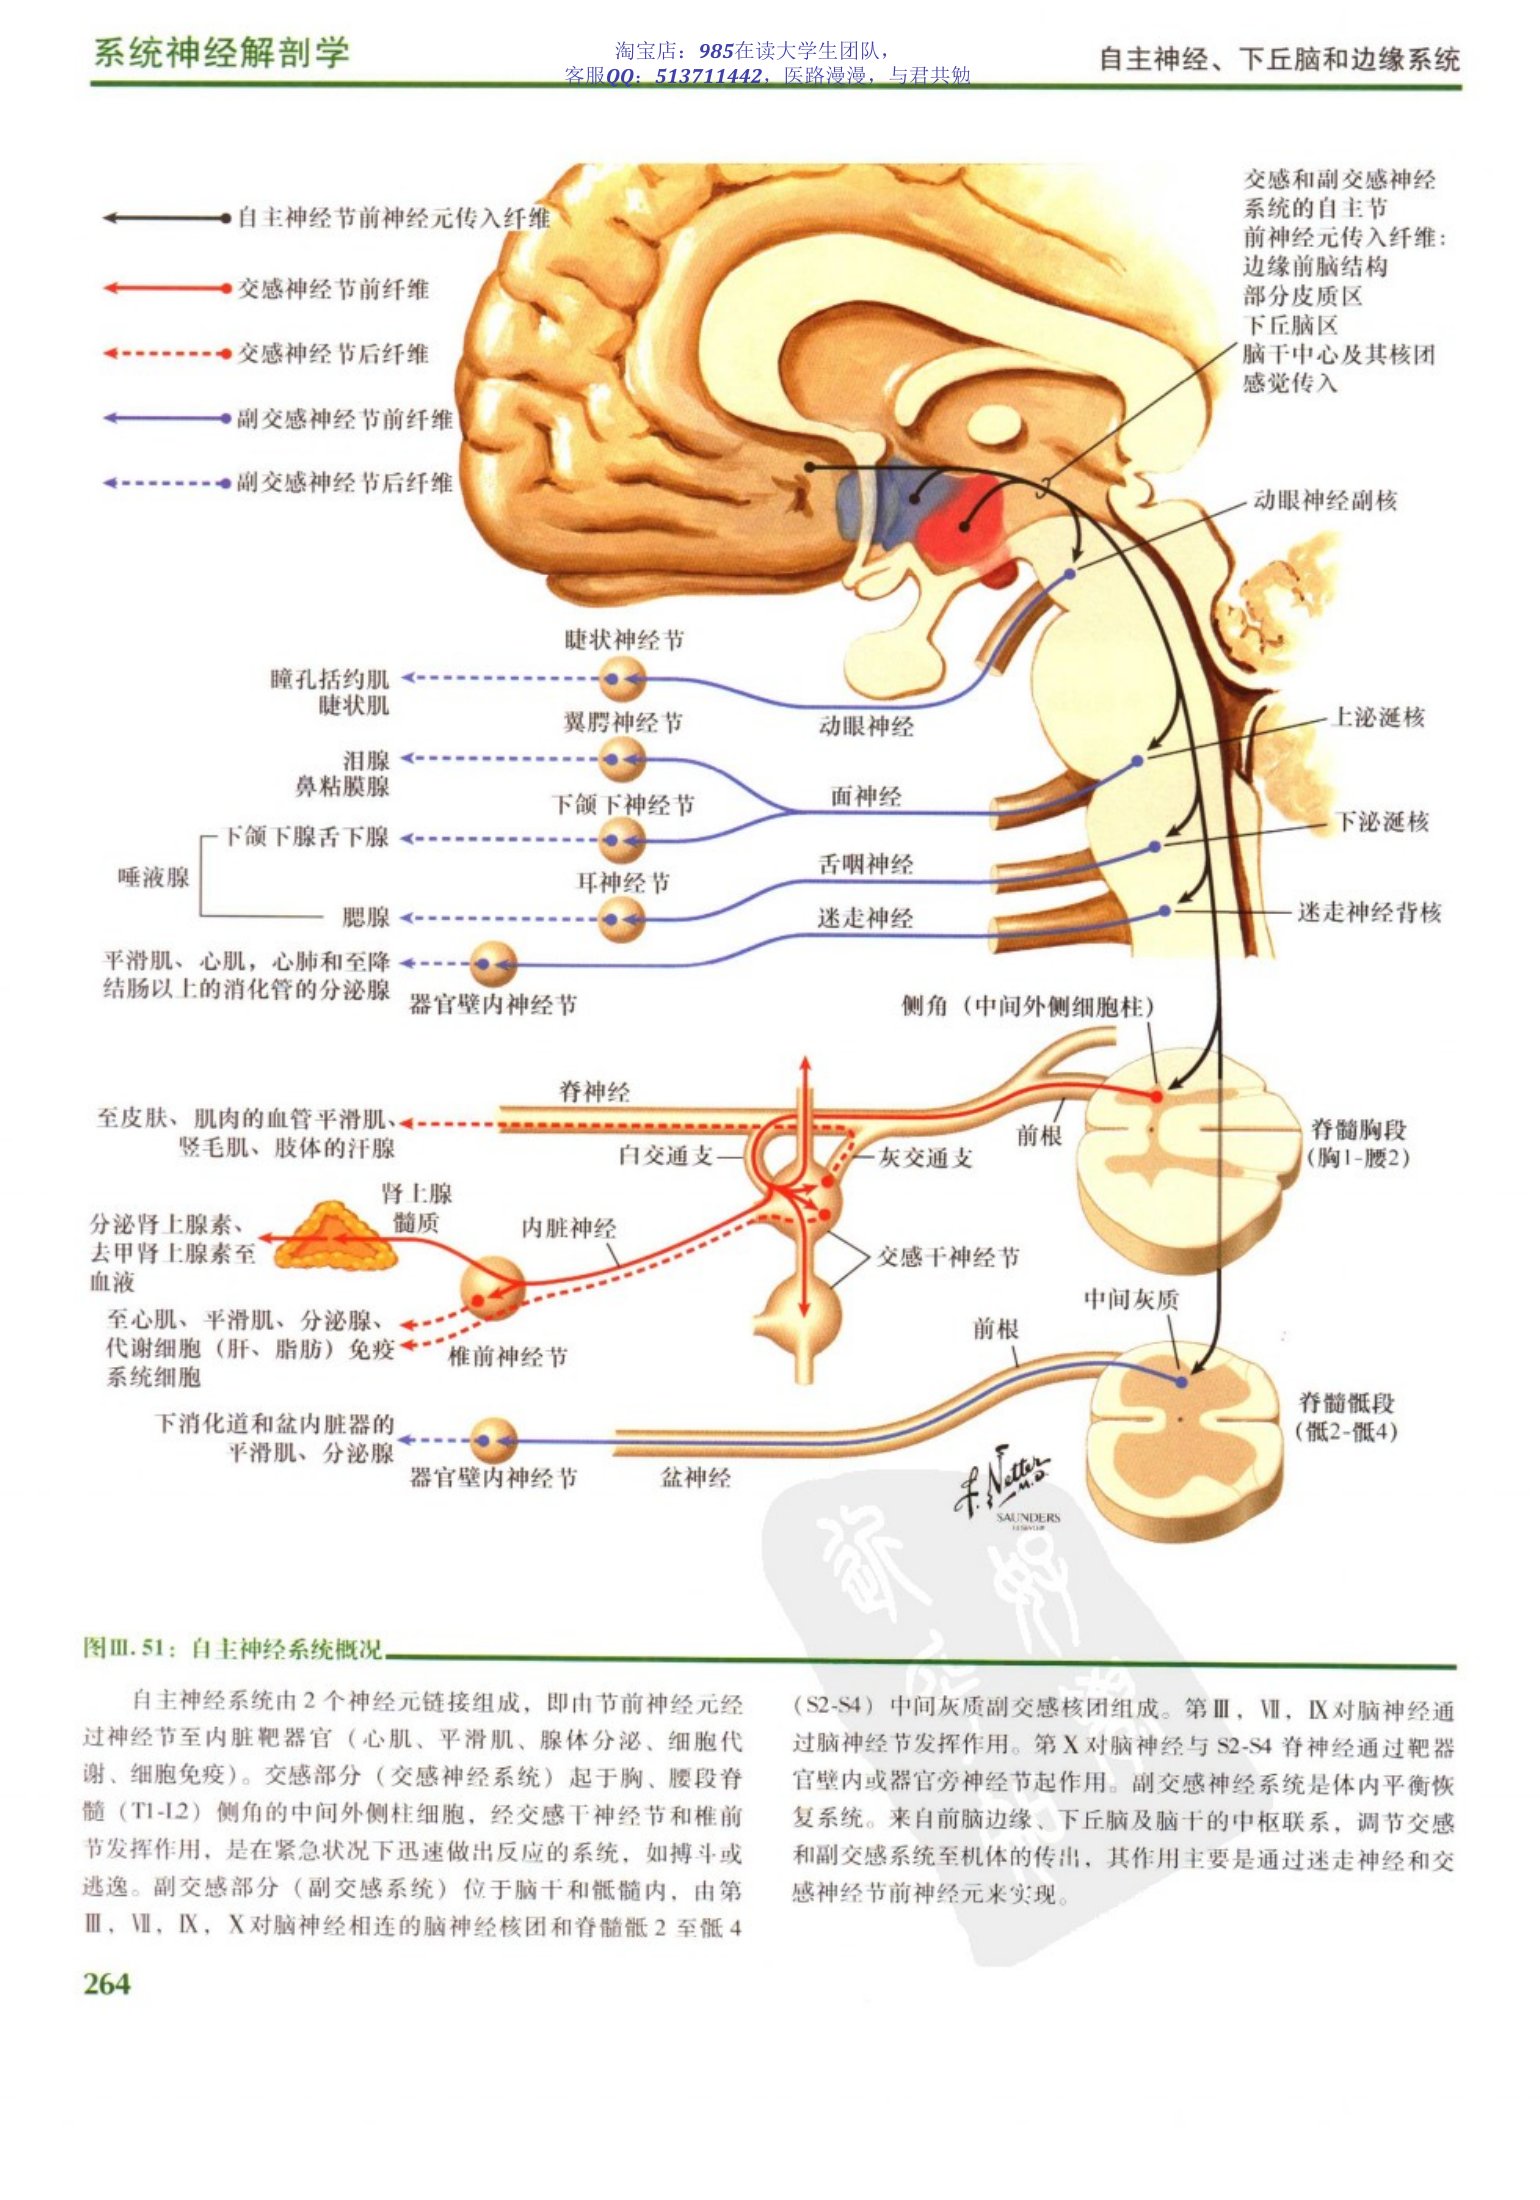 系统神经解剖学
淘宝店：985在读大学生团队，
客服QQ：513711442，医路漫漫，与君共勉
自主神经、下丘脑和边缘系统
自主神经节前神经元传入纤维
交感神经节前纤维
交感神经节后纤维
副交感神经节前纤维
副交感神经节后纤维
交感和副交感神经
系统的自主节
前神经元传入纤维：
边缘前脑结构
部分皮质区
下丘脑区
脑干中心及其核团
感觉传入
动眼神经副核
睫状神经节
瞳孔括约肌
睫状肌
翼腭神经节
动眼神经
上泌涎核
泪腺
鼻粘膜腺
下颌下神经节
面神经
下泌涎核
下颌下腺舌下腺
唾液腺
耳神经节
舌咽神经
腮腺
迷走神经
迷走神经背核
平滑肌、心肌，心肺和至降
结肠以上的消化管的分泌腺
器官壁内神经节
侧角（中间外侧细胞柱）
脊神经
至皮肤、肌肉的血管平滑肌、
竖毛肌、肢体的汗腺
白交通支
灰交通支
前根
脊髓胸段
（胸1-腰2）
肾上腺
髓质
分泌肾上腺素、
去甲肾上腺素至
血液
内脏神经
交感干神经节
至心肌、平滑肌、分泌腺、
代谢细胞（肝、脂肪）免疫
系统细胞
椎前神经节
中间灰质
前根
脊髓骶段
（骶2-骶4）
下消化道和盆内脏器的
平滑肌、分泌腺
器官壁内神经节
盆神经
F. Netter M.D.
SAUNDERS
图Ⅲ.51：自主神经系统概况
自主神经系统由 2 个神经元链接组成，即由节前神经元经
过神经节至内脏靶器官（心肌、平滑肌、腺体分泌、细胞代
谢、细胞免疫）。交感部分（交感神经系统）起于胸、腰段脊
髓（T1-L2）侧角的中间外侧柱细胞，经交感干神经节和椎前
节发挥作用，是在紧急状况下迅速做出反应的系统，如搏斗或
逃逸。副交感部分（副交感系统）位于脑干和骶髓内，由第
Ⅲ，Ⅶ，Ⅸ，Ⅹ对脑神经相连的脑神经核团和脊髓骶 2 至骶 4
（S2-S4）中间灰质副交感核团组成。第Ⅲ，Ⅶ，Ⅸ对脑神经通
过脑神经节发挥作用。第Ⅹ对脑神经与 S2-S4 脊神经通过靶器
官壁内或器官旁神经节起作用。副交感神经系统是体内平衡恢
复系统。来自前脑边缘、下丘脑及脑干的中枢联系，调节交感
和副交感系统至机体的传出，其作用主要是通过迷走神经和交
感神经节前神经元来实现。
264